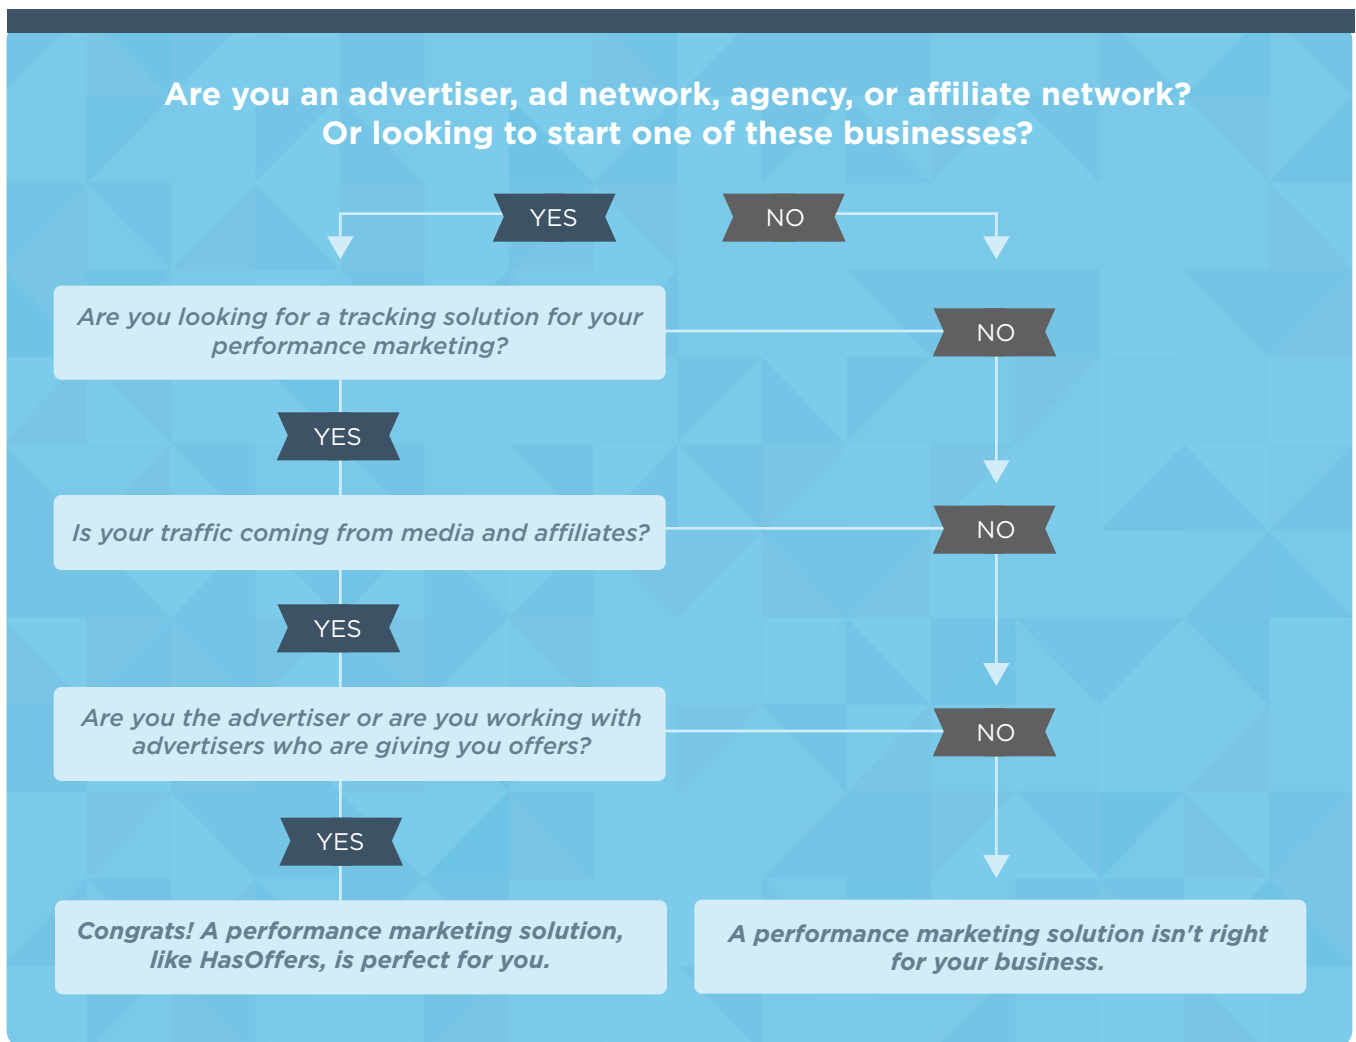 Are you an advertiser, ad network, agency, or affiliate network?
Or looking to start one of these businesses?
YES
NO
Are you looking for a tracking solution for your
performance marketing?
NO
YES
Is your traffic coming from media and affiliates?
NO
YES
Are you the advertiser or are you working with
advertisers who are giving you offers?
NO
YES
Congrats! A performance marketing solution,
like HasOffers, is perfect for you.
A performance marketing solution isn't right
for your business.